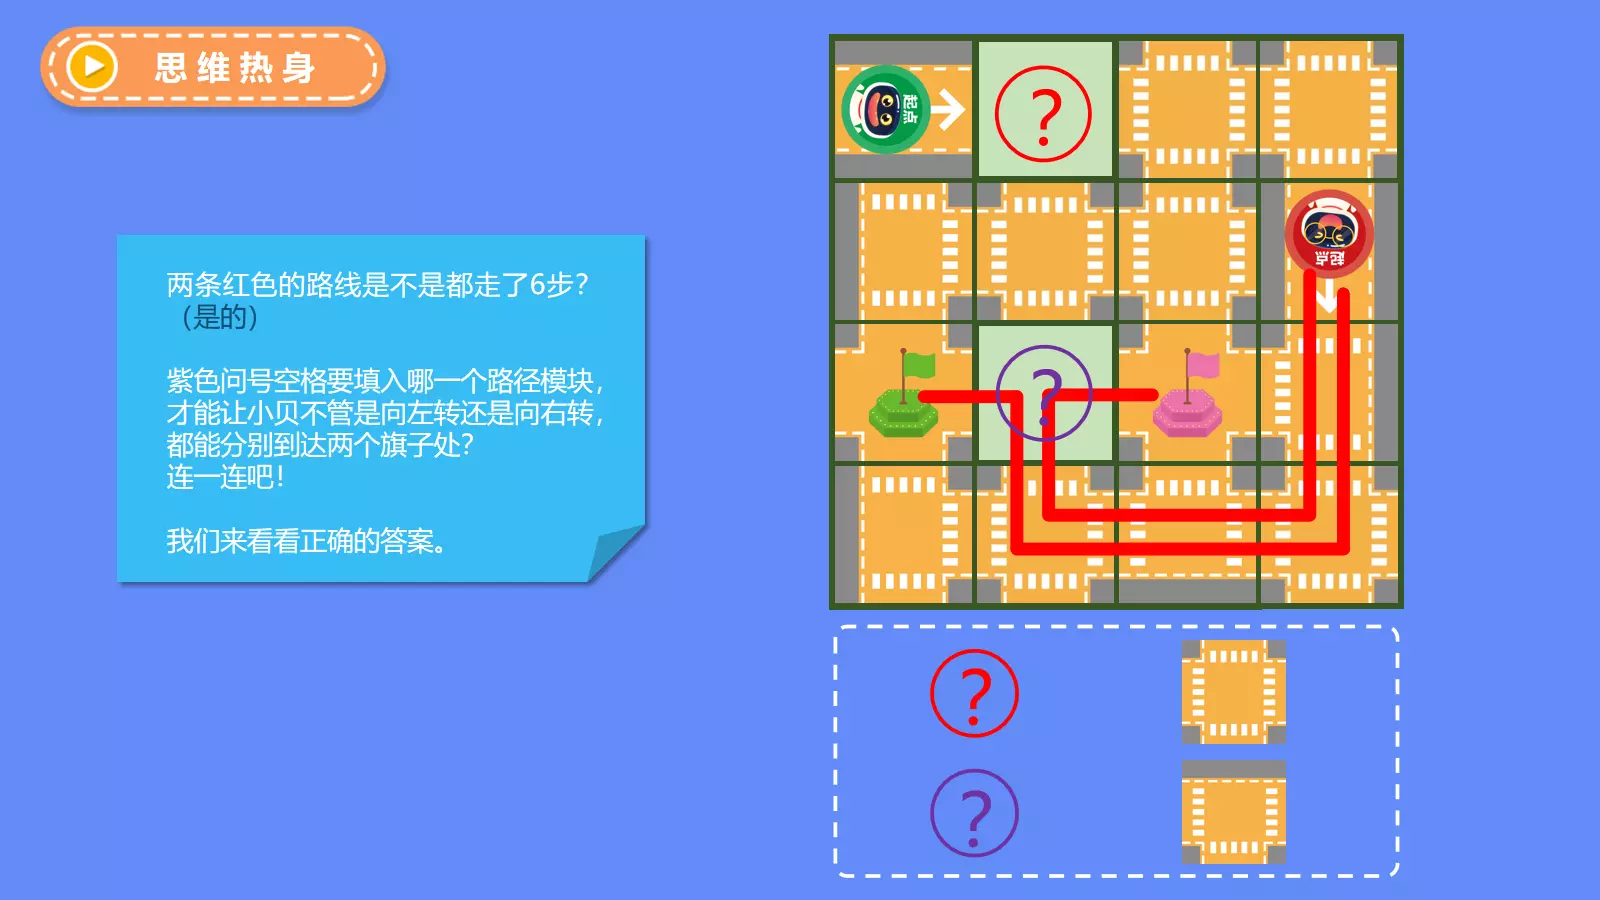 思维热身
起点
?
两条红色的路线是不是都走了6步？
（是的）
紫色问号空格要填入哪一个路径模块，
才能让小贝不管是向左转还是向右转，
都能分别到达两个旗子处？
连一连吧！
我们来看看正确的答案。
起点
?
?
?